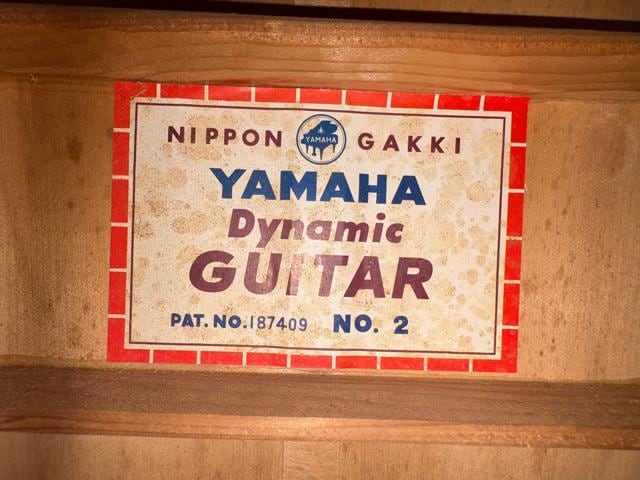 NIPPON YAMAHA GAKKI
YAMAHA
Dynamic
GUITAR
PAT. NO.187409 NO. 2